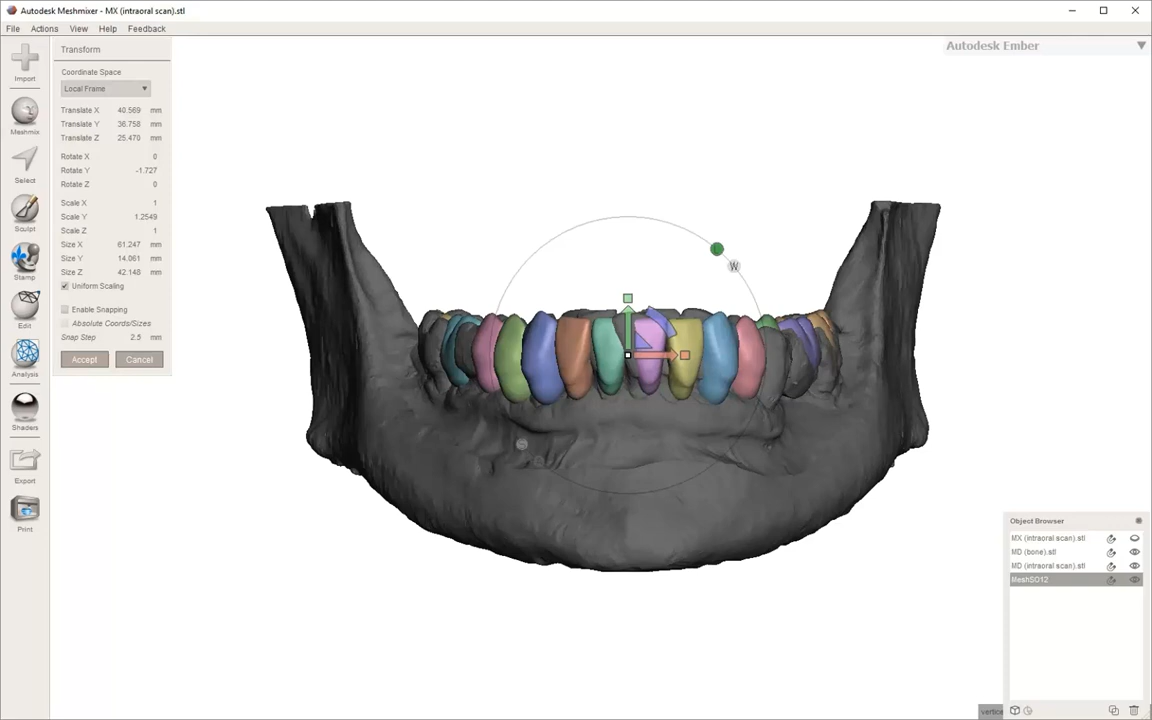 Autodesk Meshmixer - MX (intraoral scan).stl
File Actions View Help Feedback
Autodesk Ember
Import
Meshmix
Select
Sculpt
Stamp
Edit
Analysis
Shaders
Export
Print
Transform
Coordinate Space
Local Frame
Translate X 40.569 mm
Translate Y 36.758 mm
Translate Z 25.470 mm
Rotate X 0
Rotate Y -1.727
Rotate Z 0
Scale X 1
Scale Y 1.2549
Scale Z 1
Size X 61.247 mm
Size Y 14.061 mm
Size Z 42.148 mm
Uniform Scaling
Enable Snapping
Absolute Coords/Sizes
Snap Step 2.5 mm
Accept Cancel
W
S
Object Browser
MX (intraoral scan).stl
MD (bone).stl
MD (intraoral scan).stl